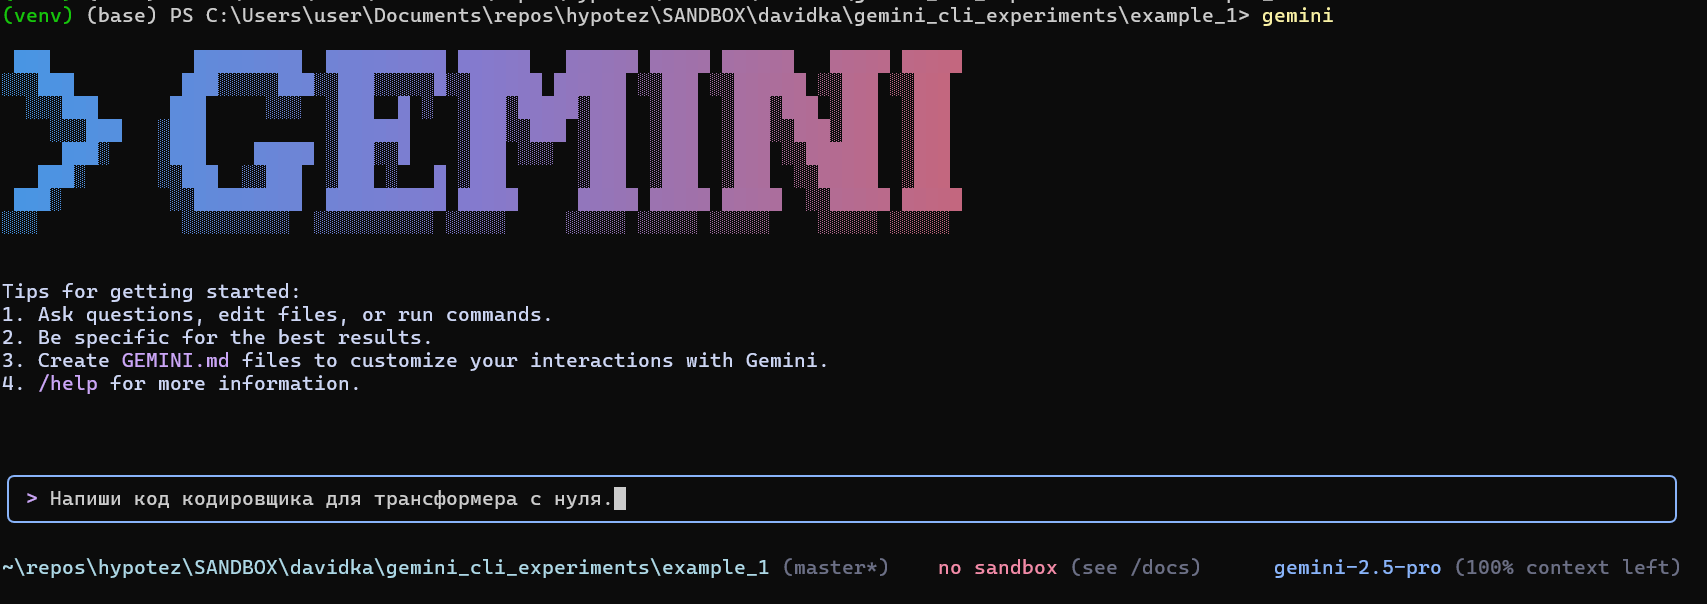 (venv) (base) PS C:\Users\user\Documents\repos\hypotez\SANDBOX\davidka\gemini_cli_experiments\example_1> gemini
> GEMINI
Tips for getting started:
1. Ask questions, edit files, or run commands.
2. Be specific for the best results.
3. Create GEMINI.md files to customize your interactions with Gemini.
4. /help for more information.
> Напиши код кодировщика для трансформера с нуля.
~\repos\hypotez\SANDBOX\davidka\gemini_cli_experiments\example_1 (master*) no sandbox (see /docs) gemini-2.5-pro (100% context left)